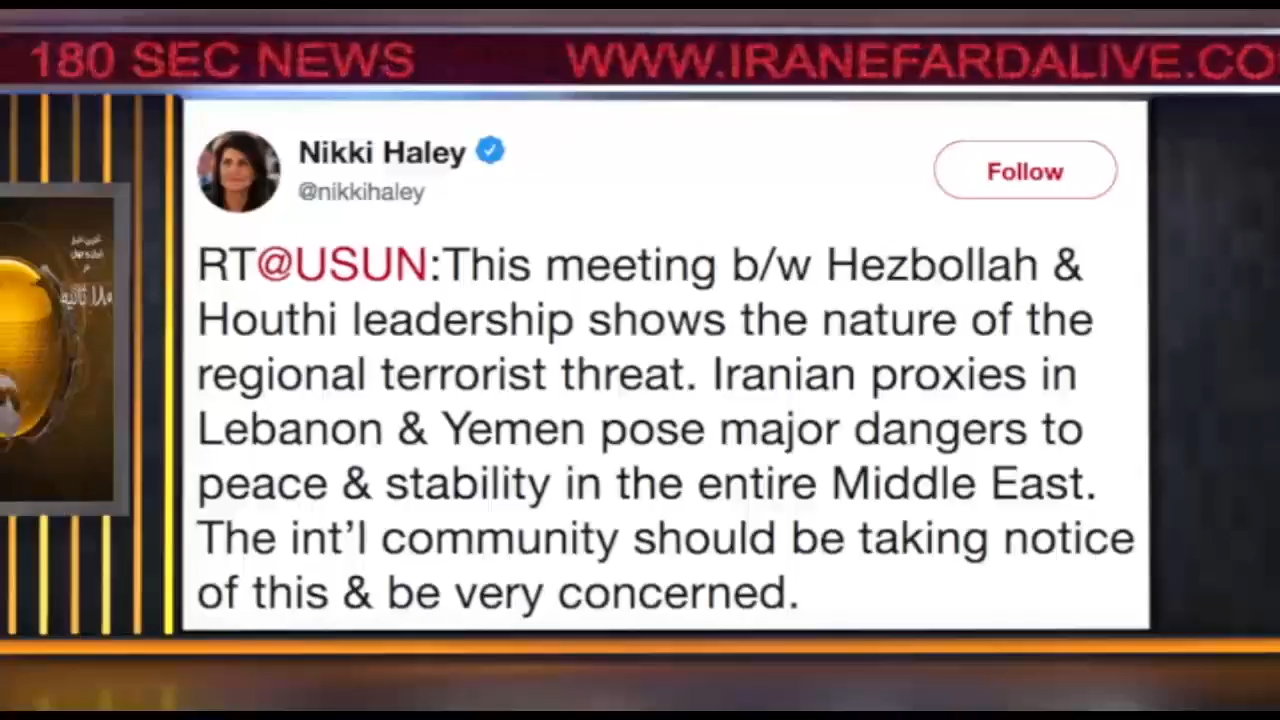 180 SEC NEWS WWW.IRANEFARDALIVE.CO
Nikki Haley
@nikkihaley
Follow
RT@USUN:This meeting b/w Hezbollah &
Houthi leadership shows the nature of the
regional terrorist threat. Iranian proxies in
Lebanon & Yemen pose major dangers to
peace & stability in the entire Middle East.
The int’l community should be taking notice
of this & be very concerned.
۱۸۰ ثانیه